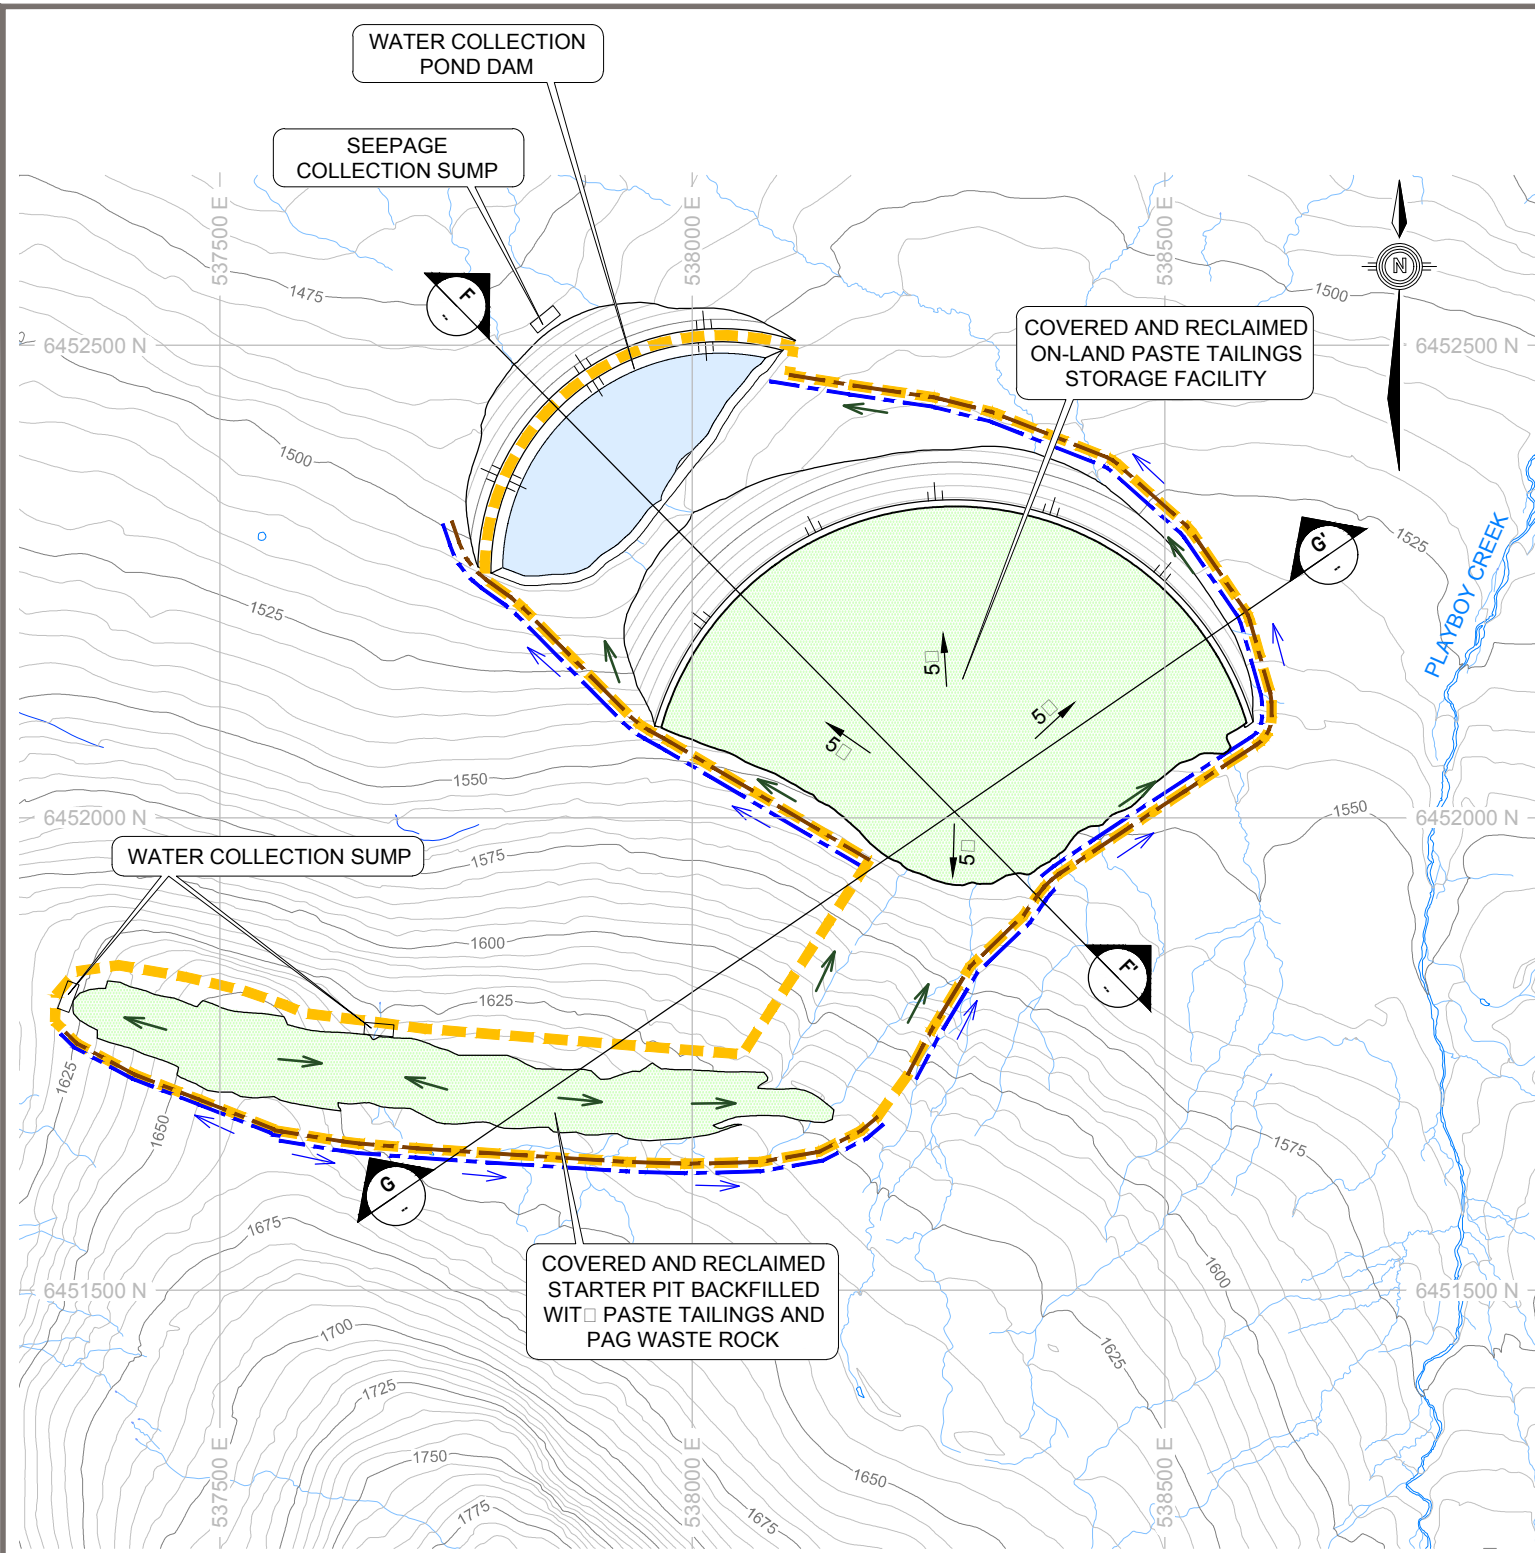 WATER COLLECTION
POND DAM
SEEPAGE
COLLECTION SUMP
537500 E
538000 E
538500 E
1475
F
-
N
1500
6452500 N
6452500 N
COVERED AND RECLAIMED
ON-LAND PASTE TAILINGS
STORAGE FACILITY
1500
G'
-
1525
PLAYBOY CREEK
1525
5□
5□
5□
1550
1550
6452000 N
6452000 N
5□
WATER COLLECTION SUMP
1575
1600
F'
--
1625
1625
1650
1575
G
--
1675
COVERED AND RECLAIMED
STARTER PIT BACKFILLED
WIT□ PASTE TAILINGS AND
PAG WASTE ROCK
1600
6451500 N
6451500 N
1700
1625
1725
1750
1650
1775
1675
537500 E
538000 E
538500 E